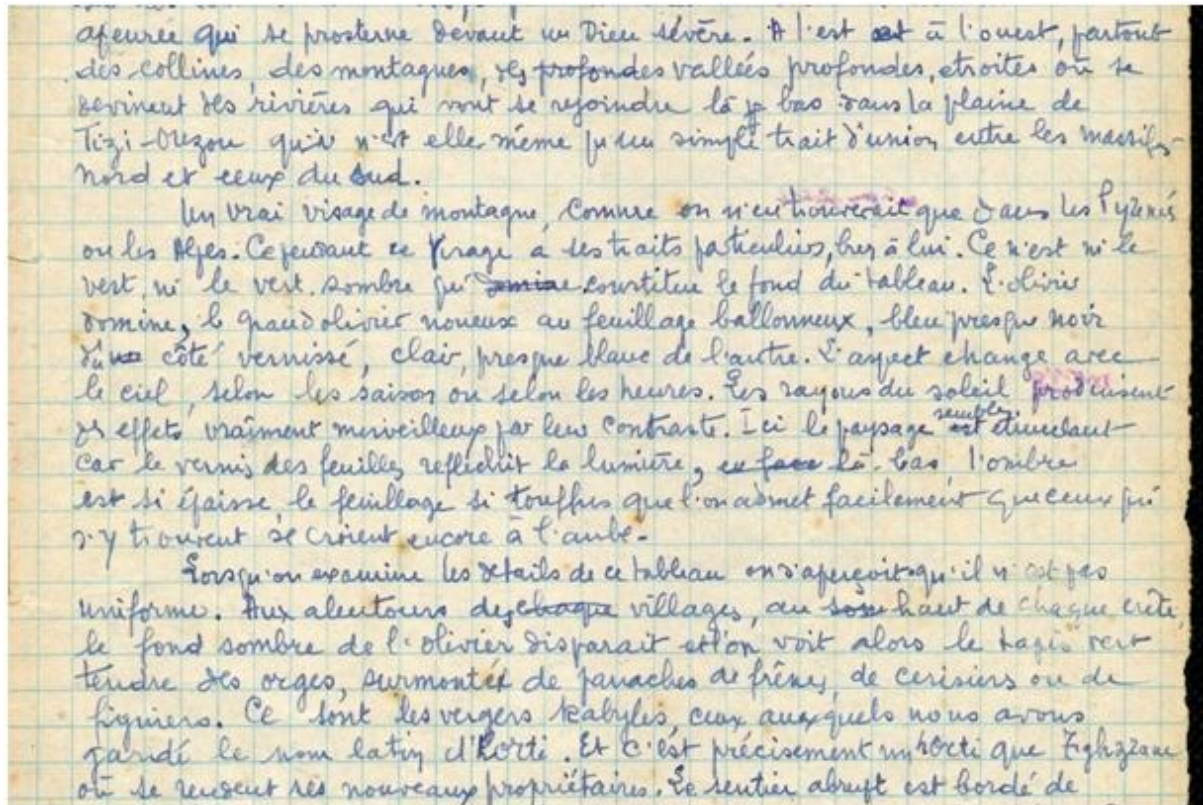 apeurée qui se prosterne devant un Dieu sévère. A l'est et à l'ouest, partout
des collines, des montagnes, des profondes vallées profondes, étroites où se
devinent des rivières qui vont se rejoindre là bas dans la plaine de
Tizi-Ouzou qui n'est elle même qu'un simple trait d'union entre les massifs
Nord et ceux du Sud.
Un vrai visage de montagne, comme on n'en trouverait que dans les Pyrénées
ou les Alpes. Cependant ce visage a ses traits particuliers, bien à lui. Ce n'est ni le
vert, ni le vert sombre qui domine constitue le fond du tableau. L'olivier
domine, le grand olivier noueux au feuillage ballonneux, bleu presque noir
d'un côté vernissé, clair, presque blanc de l'autre. L'aspect change avec
le ciel, selon les saisons ou selon les heures. Les rayons du soleil produisent
des effets vraiment merveilleux par leur contraste. Ici le paysage est semble étincelant
car le vernis des feuilles réfléchit la lumière, en face là-bas l'ombre
est si épaisse, le feuillage si touffus que l'on admet facilement que ceux qui
s'y trouvent se croient encore à l'aube.
Lorsqu'on examine les détails de ce tableau on s'aperçoit qu'il n'est pas
uniforme. Aux alentours des chaque villages, au haut de chaque crête
le fond sombre de l'olivier disparait et l'on voit alors le tapis vert
tendre des orges, surmontés de panaches de frênes, de cerisiers ou de
figuiers. Ce sont les vergers kabyles, ceux auxquels nous avons
gardé le nom latin d'horti. Et c'est précisement un horti que Tighzzane
où se rendent ses nouveaux propriétaires. Le sentier abrupt est bordé de